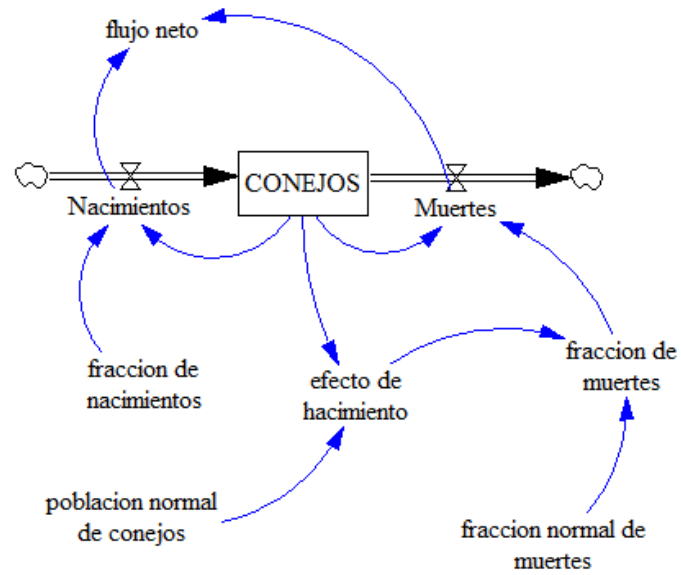 flujo neto
CONEJOS
Nacimientos
Muertes
fraccion de
nacimientos
efecto de
hacimiento
fraccion de
muertes
poblacion normal
de conejos
fraccion normal de
muertes